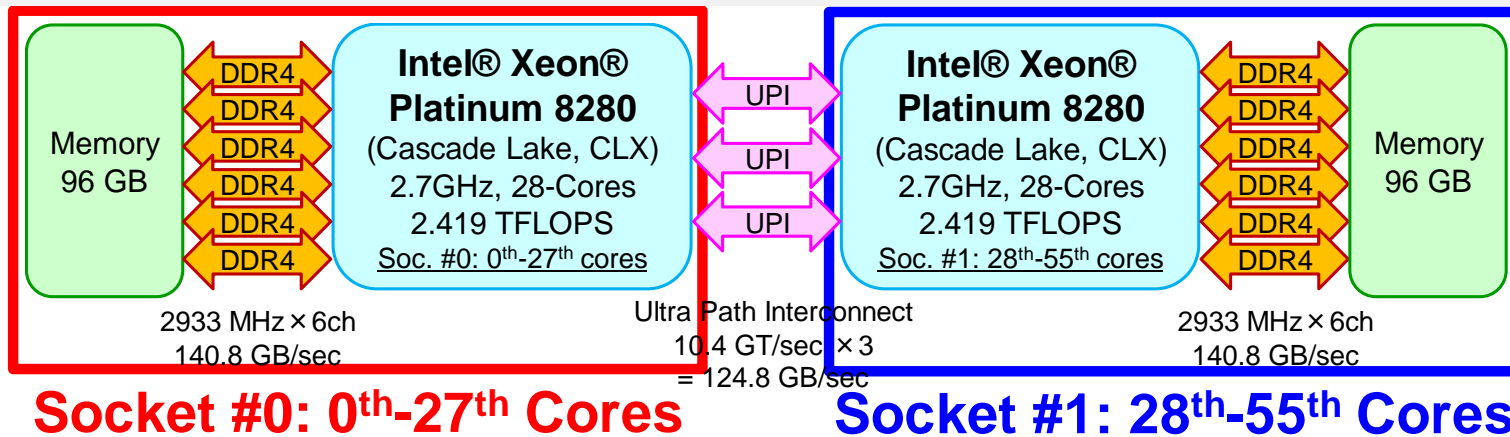 Memory
96 GB
DDR4
DDR4
DDR4
DDR4
DDR4
DDR4
Intel® Xeon®
Platinum 8280
(Cascade Lake, CLX)
2.7GHz, 28-Cores
2.419 TFLOPS
Soc. #0: 0th-27th cores
2933 MHz×6ch
140.8 GB/sec
UPI
UPI
UPI
Ultra Path Interconnect
10.4 GT/sec ×3
= 124.8 GB/sec
Intel® Xeon®
Platinum 8280
(Cascade Lake, CLX)
2.7GHz, 28-Cores
2.419 TFLOPS
Soc. #1: 28th-55th cores
DDR4
DDR4
DDR4
DDR4
DDR4
DDR4
Memory
96 GB
2933 MHz×6ch
140.8 GB/sec
Socket #0: 0th-27th Cores
Socket #1: 28th-55th Cores